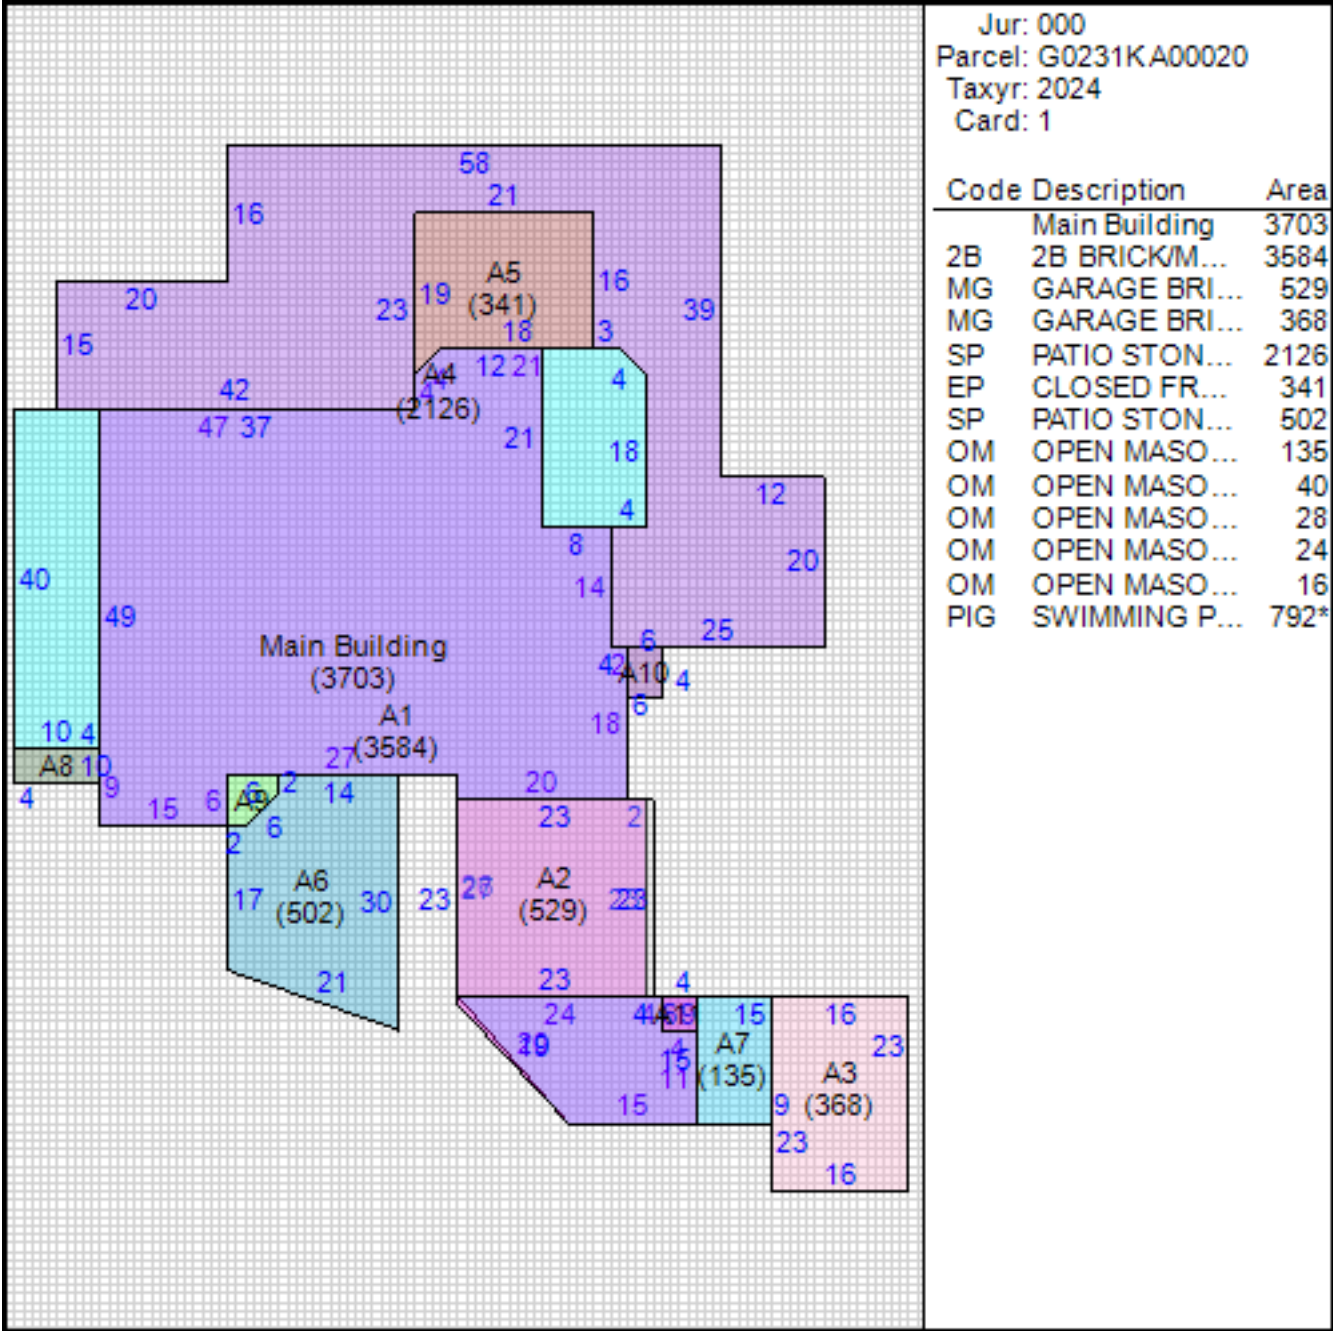 Jur: 000
Parcel: G0231KA00020
Taxyr: 2024
Card: 1
Code Description Area
Main Building 3703
2B 2B BRICK/M... 3584
MG GARAGE BRI... 529
MG GARAGE BRI... 368
SP PATIO STON... 2126
EP CLOSED FR... 341
SP PATIO STON... 502
OM OPEN MASO... 135
OM OPEN MASO... 40
OM OPEN MASO... 28
OM OPEN MASO... 24
OM OPEN MASO... 16
PIG SWIMMING P... 792*
58
21
16
A5
(341)
16
20
23
19
39
15
18
3
12 21
4
42
A4
(2126)
47 37
21
18
12
4
8
20
40
14
49
25
6
Main Building
(3703)
A10
4
6
18
A1
(3584)
10 4
27
A8 10
4
9
15
6
A9
2
14
20
6
2
23
2
A6
(502)
17
30
23
A2
(529)
21
23
4
24
A11
15
16
23
A7
(135)
A3
(368)
4
15
11
15
9
23
16